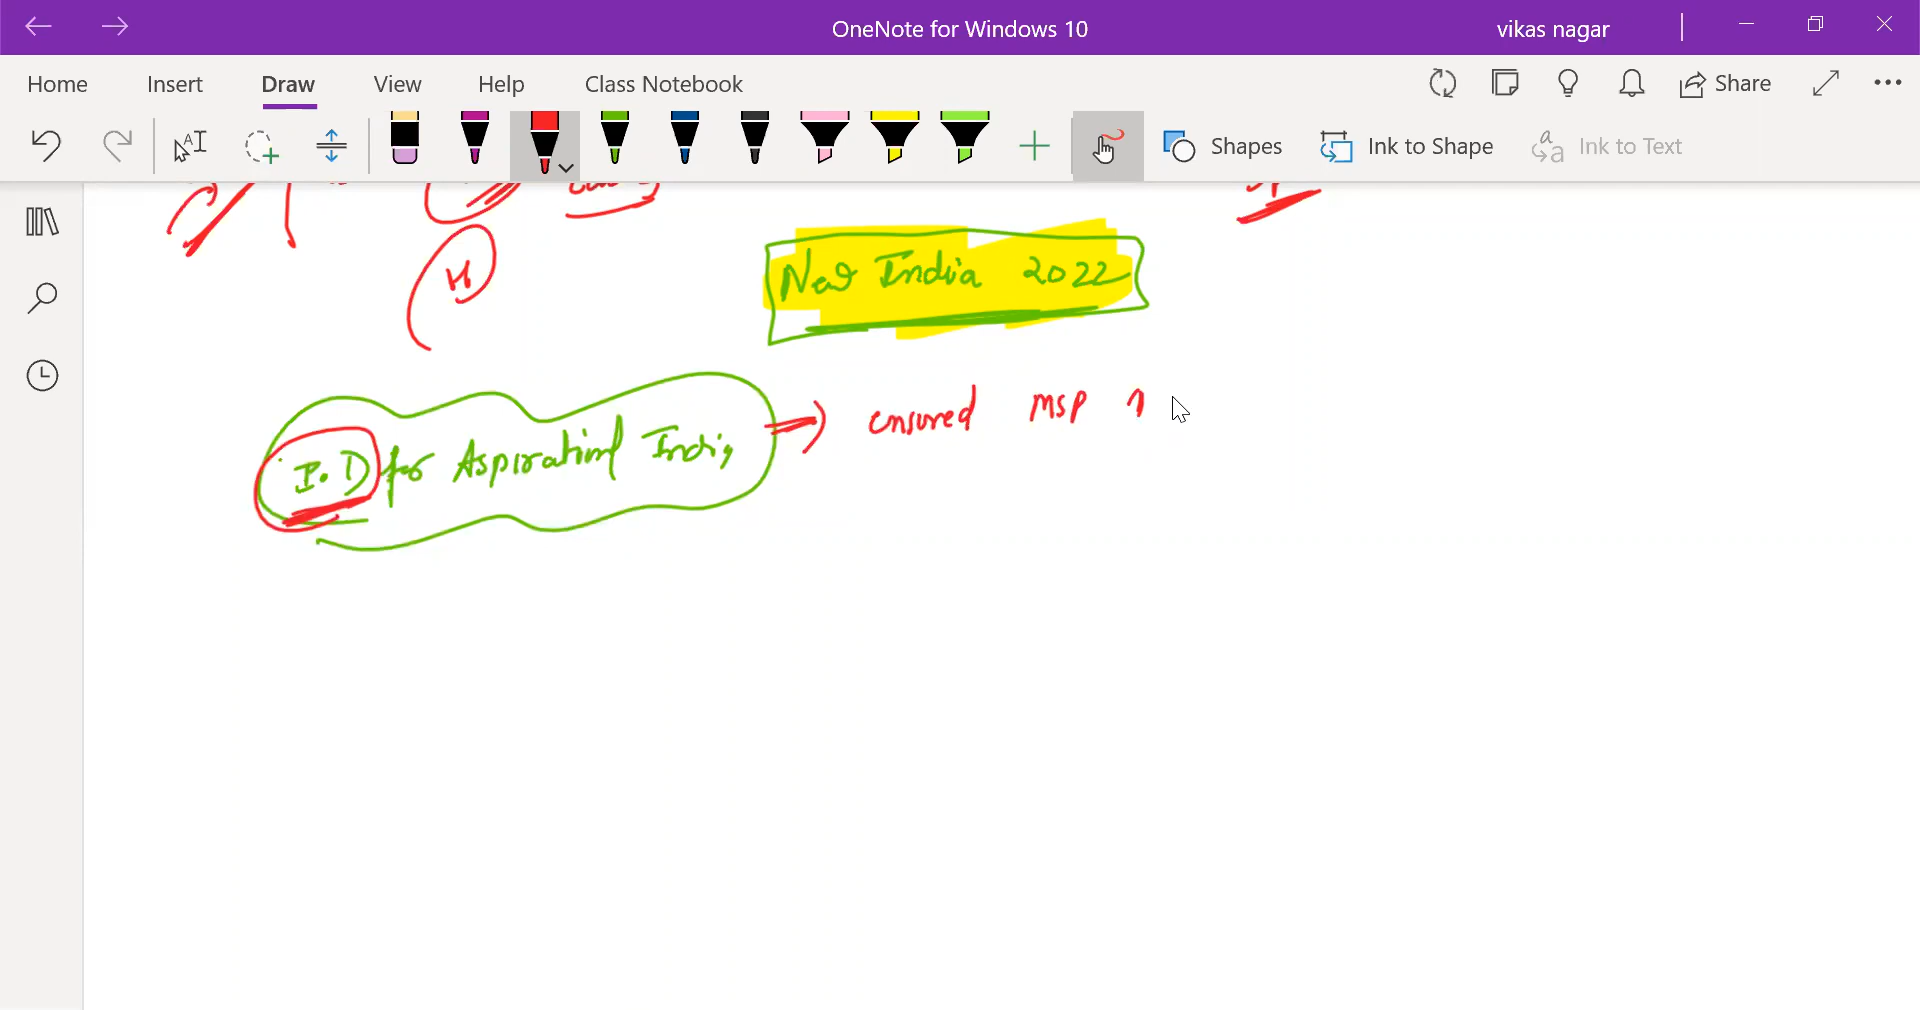 OneNote for Windows 10
vikas nagar
Home Insert Draw View Help Class Notebook Share
Shapes Ink to Shape Ink to Text
H
New India 2022
I.D for Aspirational India
ensured MSP